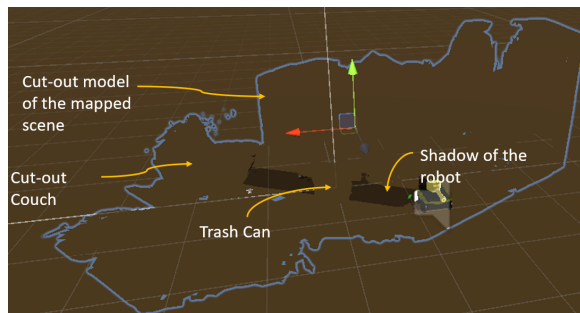 Cut-out model
of the mapped
scene
Shadow of the
robot
Cut-out
Couch
Trash Can